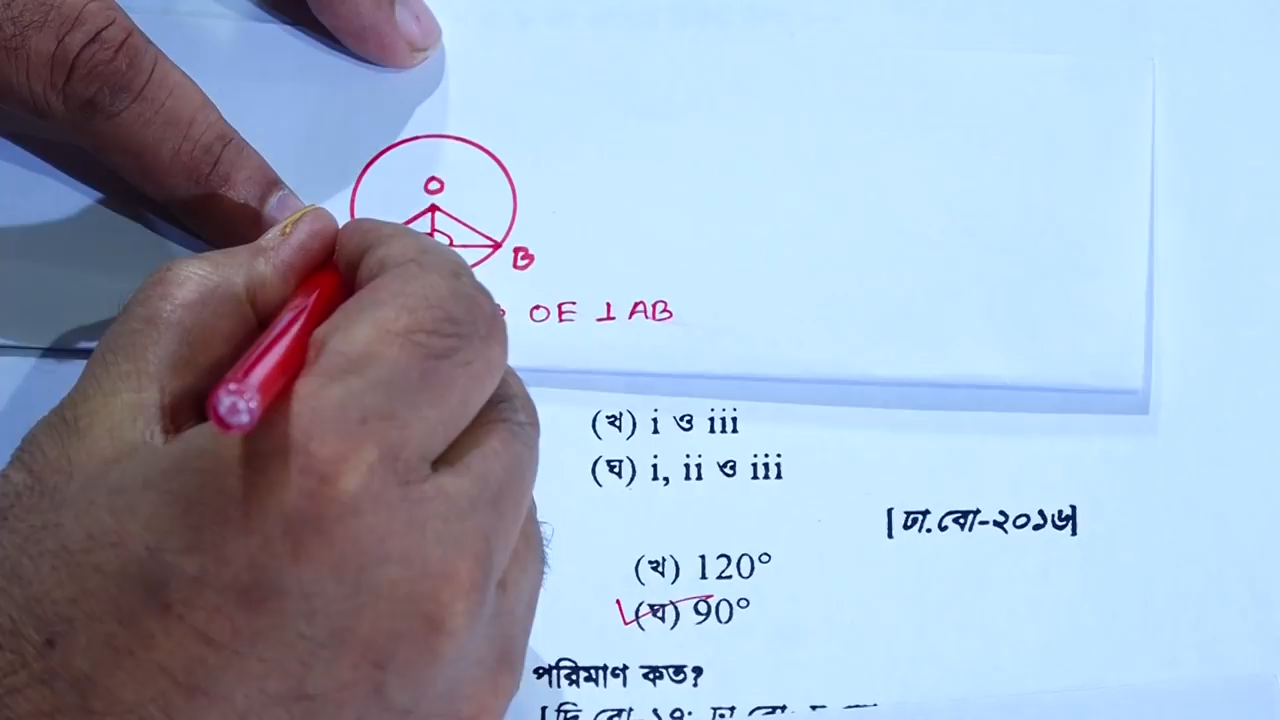 O
B
OE ⊥ AB
(খ) i ও iii
(ঘ) i, ii ও iii
[ঢা.বো-২০১৬]
(খ) 120°
(ঘ) 90°
পরিমাণ কত?